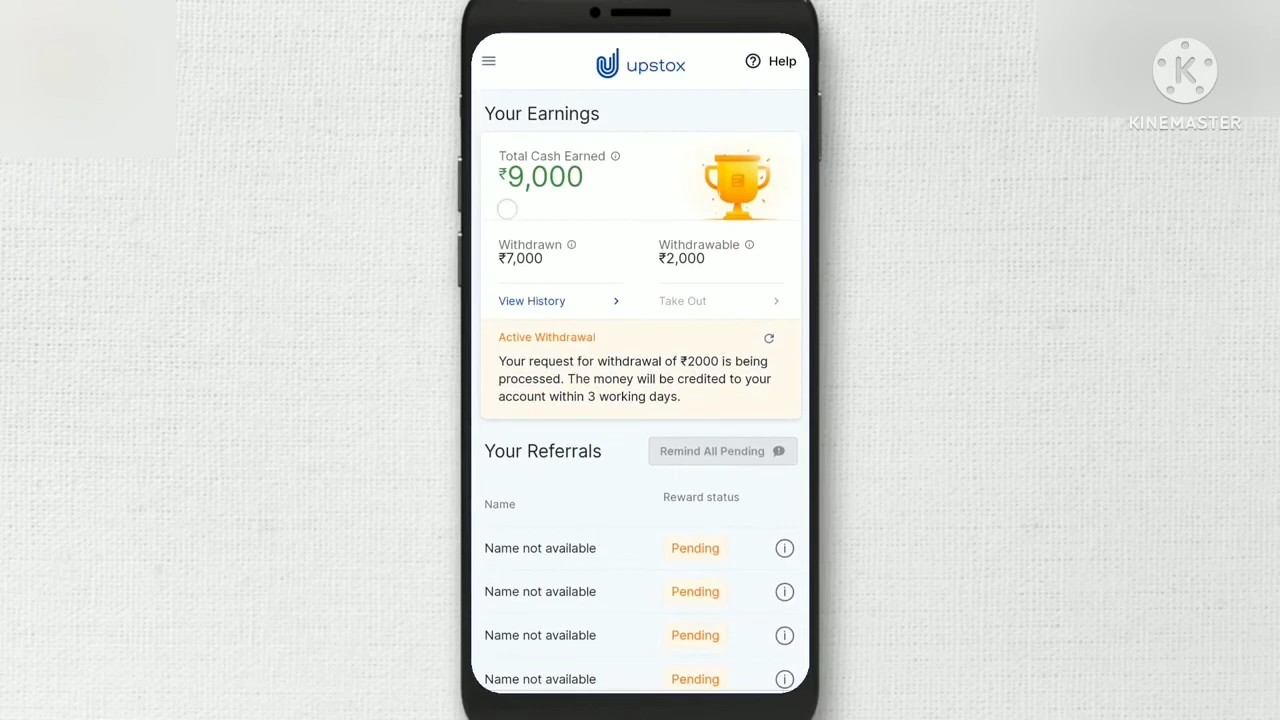 upstox
Help
Your Earnings
Total Cash Earned
₹9,000
Withdrawn
Withdrawable
₹7,000
₹2,000
View History
Take Out
Active Withdrawal
Your request for withdrawal of ₹2000 is being
processed. The money will be credited to your
account within 3 working days.
Your Referrals
Remind All Pending
Name
Reward status
Name not available
Pending
Name not available
Pending
Name not available
Pending
Name not available
Pending
K
KINEMASTER